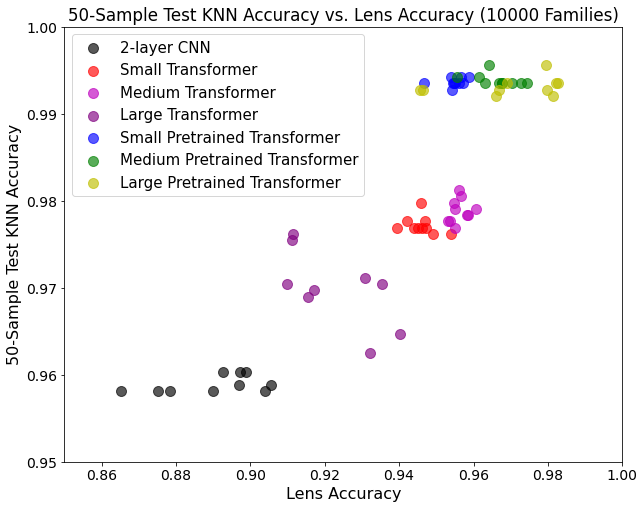 50-Sample Test KNN Accuracy vs. Lens Accuracy (10000 Families)
1.00
0.99
0.98
0.97
0.96
0.95
50-Sample Test KNN Accuracy
2-layer CNN
Small Transformer
Medium Transformer
Large Transformer
Small Pretrained Transformer
Medium Pretrained Transformer
Large Pretrained Transformer
0.86 0.88 0.90 0.92 0.94 0.96 0.98 1.00
Lens Accuracy